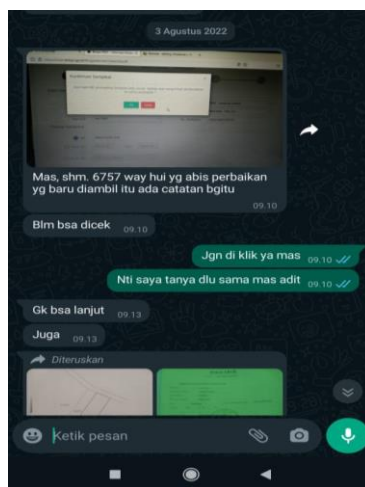 3 Agustus 2022
Mas, shm. 6757 way hui yg abis perbaikan
yg baru diambil itu ada catatan bgitu
09.10
Blm bsa dicek 09.10
Jgn di klik ya mas 09.10
Nti saya tanya dlu sama mas adit 09.10
Gk bsa lanjut 09.13
Juga 09.13
Diteruskan
Ketik pesan